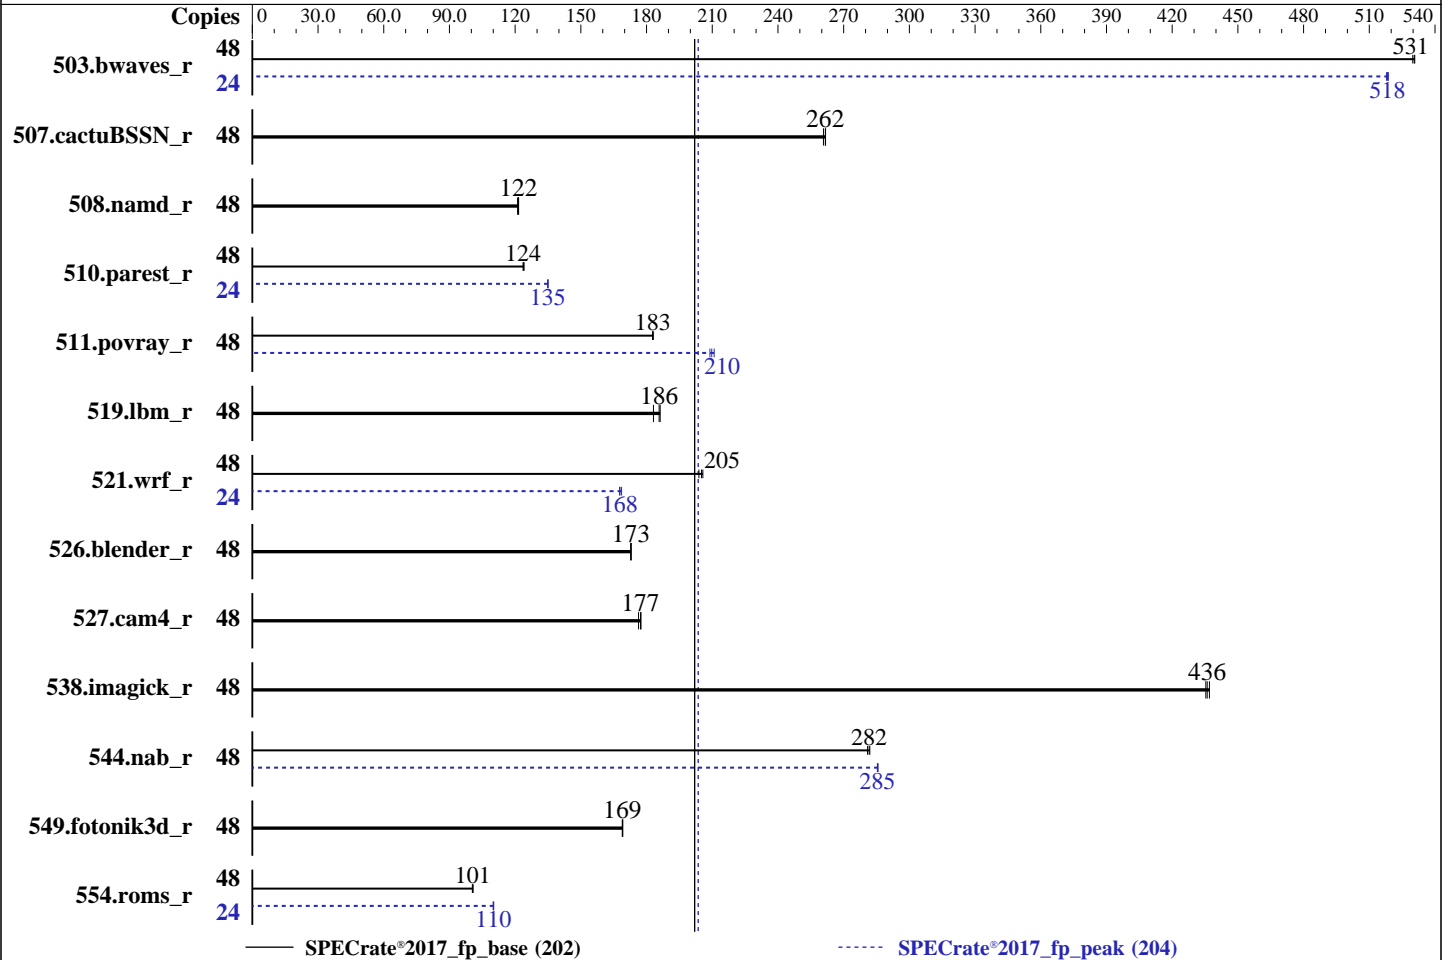 Copies 0 30.0 60.0 90.0 120 150 180 210 240 270 300 330 360 390 420 450 480 510 540
503.bwaves_r 48 531
24 518
507.cactuBSSN_r 48 262
508.namd_r 48 122
510.parest_r 48 124
24 135
511.povray_r 48 183
210
519.lbm_r 48 186
521.wrf_r 48 205
24 168
526.blender_r 48 173
527.cam4_r 48 177
538.imagick_r 48 436
544.nab_r 48 282
285
549.fotonik3d_r 48 169
554.roms_r 48 101
24 110
SPECrate®2017_fp_base (202) SPECrate®2017_fp_peak (204)